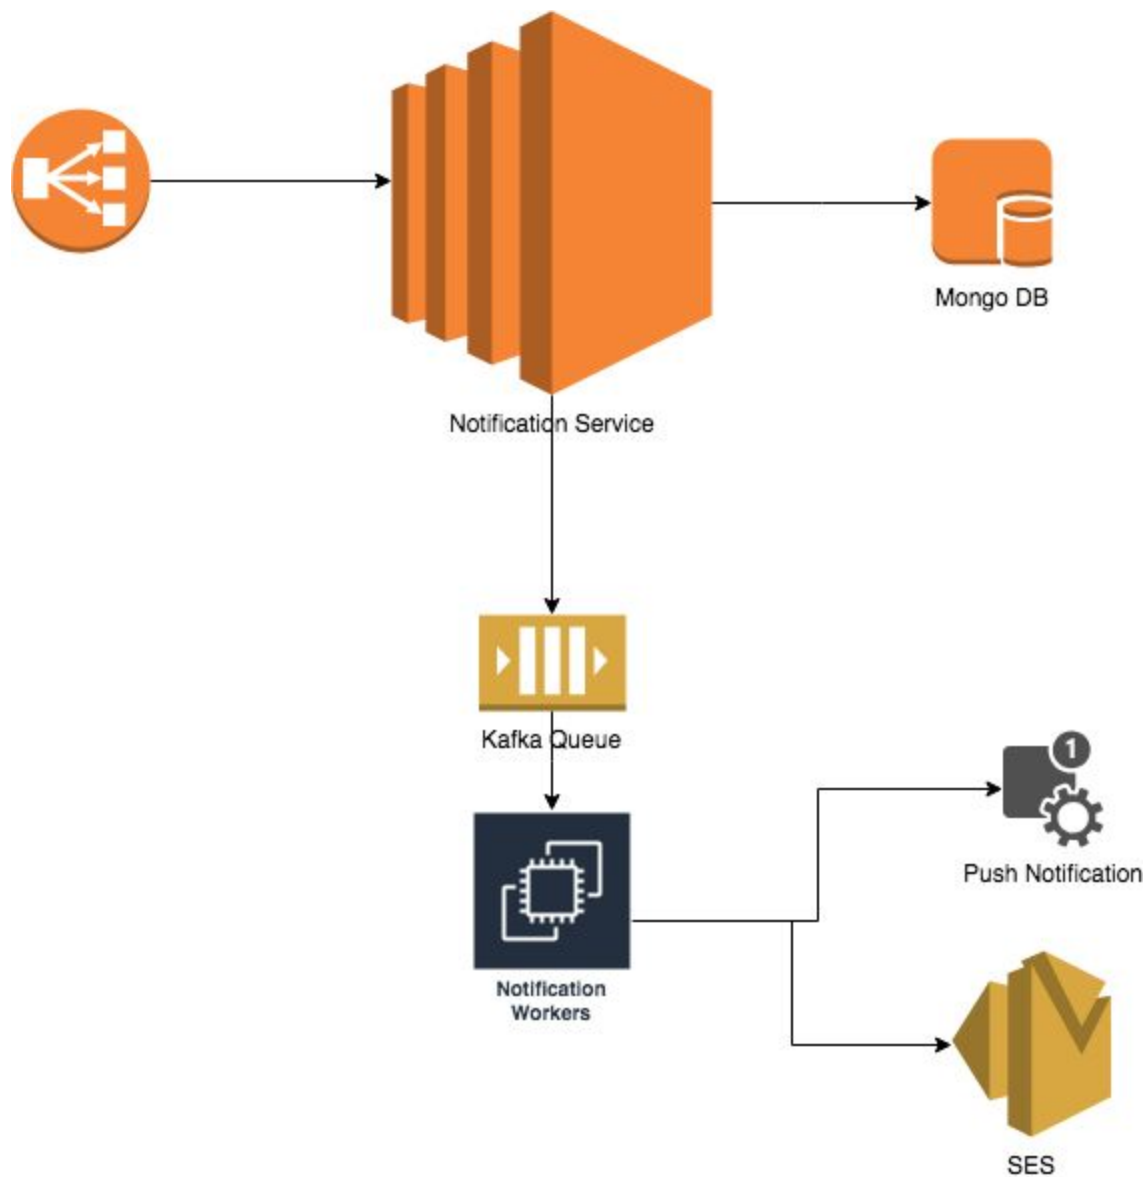 Mongo DB
Notification Service
Kafka Queue
1
Push Notification
Notification
Workers
SES